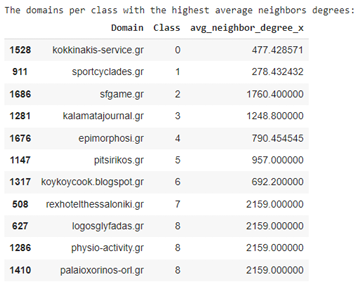 The domains per class with the highest average neighbors degrees:
Domain Class avg_neighbor_degree_x
1528 kokkinakis-service.gr 0 477.428571
911 sportcyclades.gr 1 278.432432
1686 sfgame.gr 2 1760.400000
1281 kalamatajournal.gr 3 1248.800000
1676 epimorphosi.gr 4 790.454545
1147 pitsirikos.gr 5 957.000000
1317 koykoycook.blogspot.gr 6 692.200000
508 rexhotelthessaloniki.gr 7 2159.000000
627 logosglyfadas.gr 8 2159.000000
1286 physio-activity.gr 8 2159.000000
1410 palaioxorinos-orl.gr 8 2159.000000